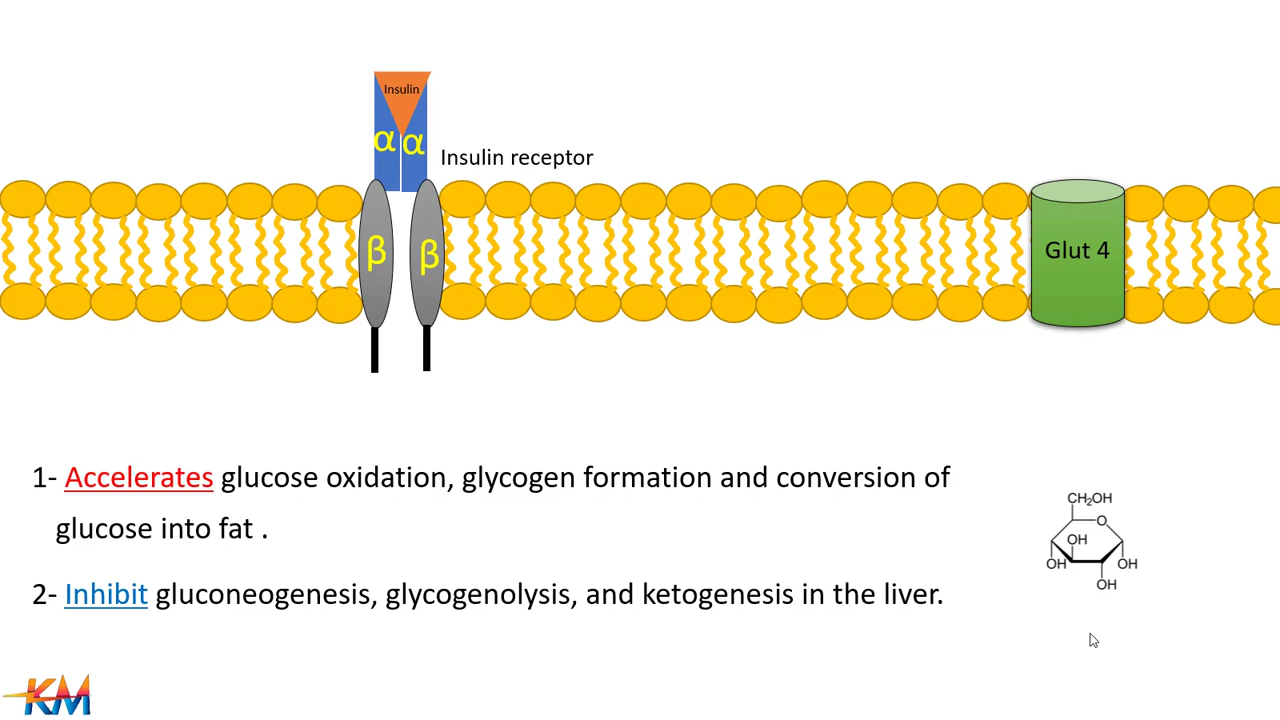 Insulin
α α
Insulin receptor
β β
Glut 4
1- Accelerates glucose oxidation, glycogen formation and conversion of
glucose into fat .
2- Inhibit gluconeogenesis, glycogenolysis, and ketogenesis in the liver.
CH₂OH
O
OH
OH OH
OH
KM